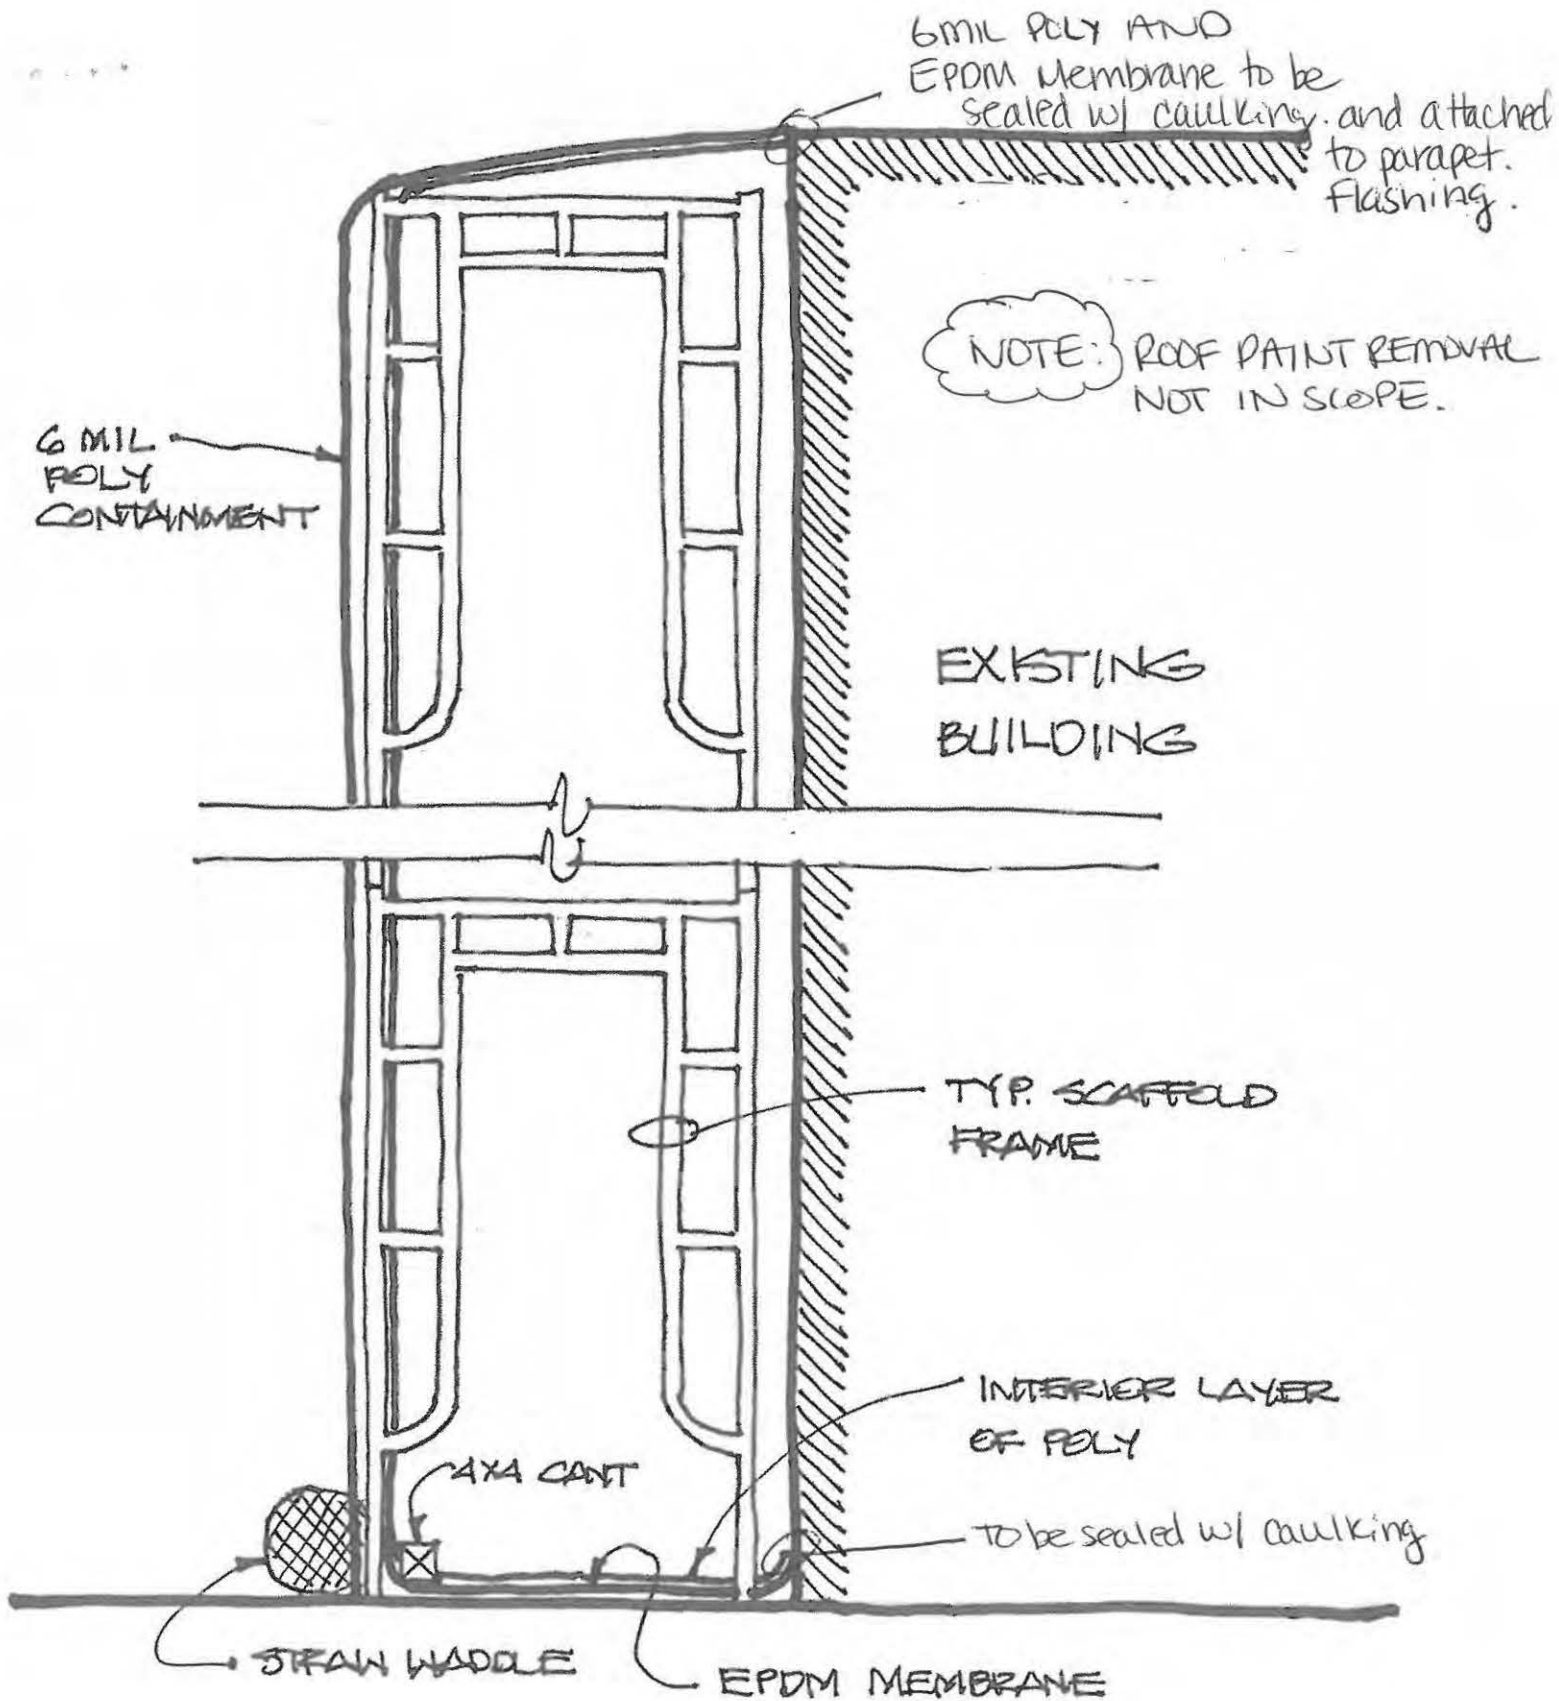 6MIL POLY AND
EPDM Membrane to be
sealed w/ caulking. and attached
to parapet.
Flashing.
NOTE: ROOF PAINT REMOVAL
NOT IN SCOPE.
6 MIL
POLY
CONTAINMENT
EXISTING
BUILDING
TYP. SCAFFOLD
FRAME
INTERIOR LAYER
OF POLY
4X4 CANT
To be sealed w/ caulking
STRAW WADDLE
EPDM MEMBRANE